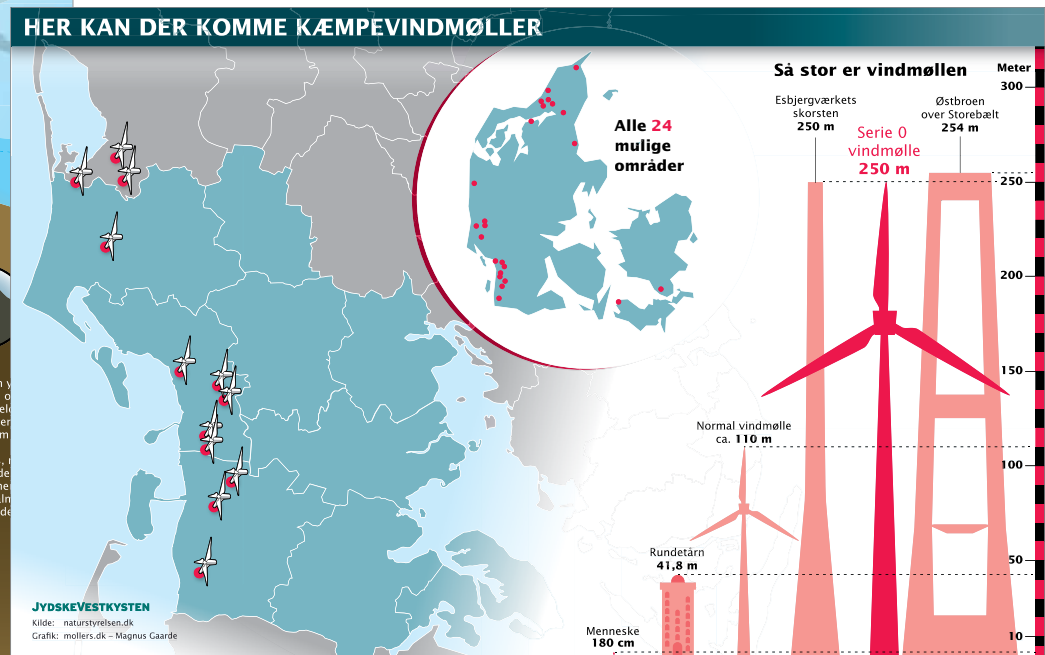 HER KAN DER KOMME KÆMPEVINDMØLLER
Alle 24
mulige
områder
Så stor er vindmøllen
Meter
300
Esbjergværkets
skorsten
250 m
Serie 0
vindmølle
250 m
Østbroen
over Storebælt
254 m
250
200
150
Normal vindmølle
ca. 110 m
100
50
Rundetårn
41,8 m
Menneske
180 cm
10
JYDSKEVESTKYSTEN
Kilde: naturstyrelsen.dk
Grafik: mollers.dk – Magnus Gaarde